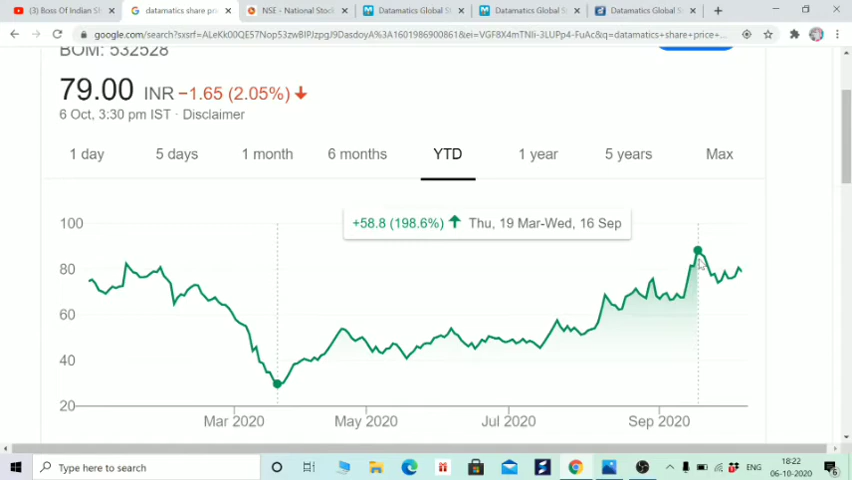 (3) Boss Of Indian Sh
datamatics share pri
NSE - National Stock
Datamatics Global S
Datamatics Global S
Datamatics Global S
google.com/search?sxsrf=ALeKk00QE57Nop53zwBIPJzpgJ9DasdoyA%3A1601986900861&ei=VGF8X4mTNIi-3LUPp4-FuAc&q=datamatics+share+price+...
BOM: 532528
79.00 INR −1.65 (2.05%)
6 Oct, 3:30 pm IST · Disclaimer
1 day 5 days 1 month 6 months YTD 1 year 5 years Max
+58.8 (198.6%) Thu, 19 Mar-Wed, 16 Sep
100
80
60
40
20
Mar 2020 May 2020 Jul 2020 Sep 2020
Type here to search
ENG
18:22
06-10-2020
6